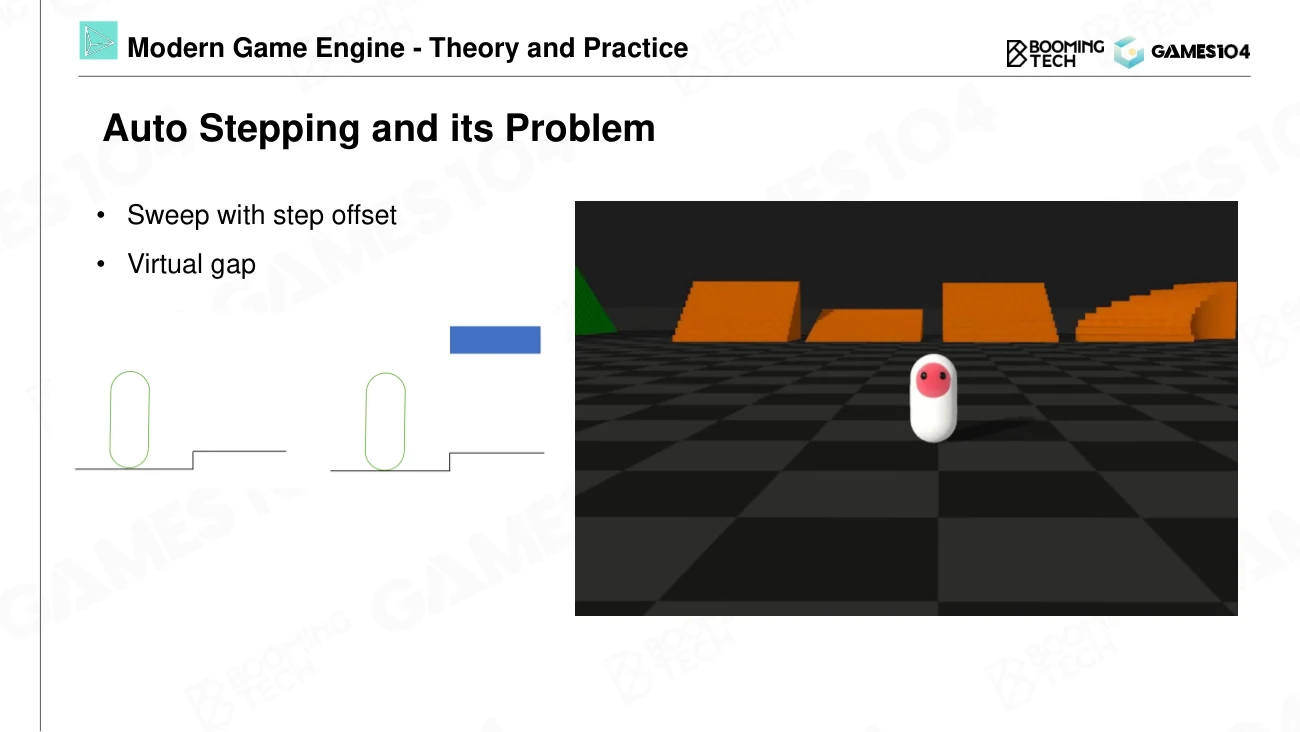 Modern Game Engine - Theory and Practice
BOOMING
TECH
GAMES104
Auto Stepping and its Problem
• Sweep with step offset
• Virtual gap